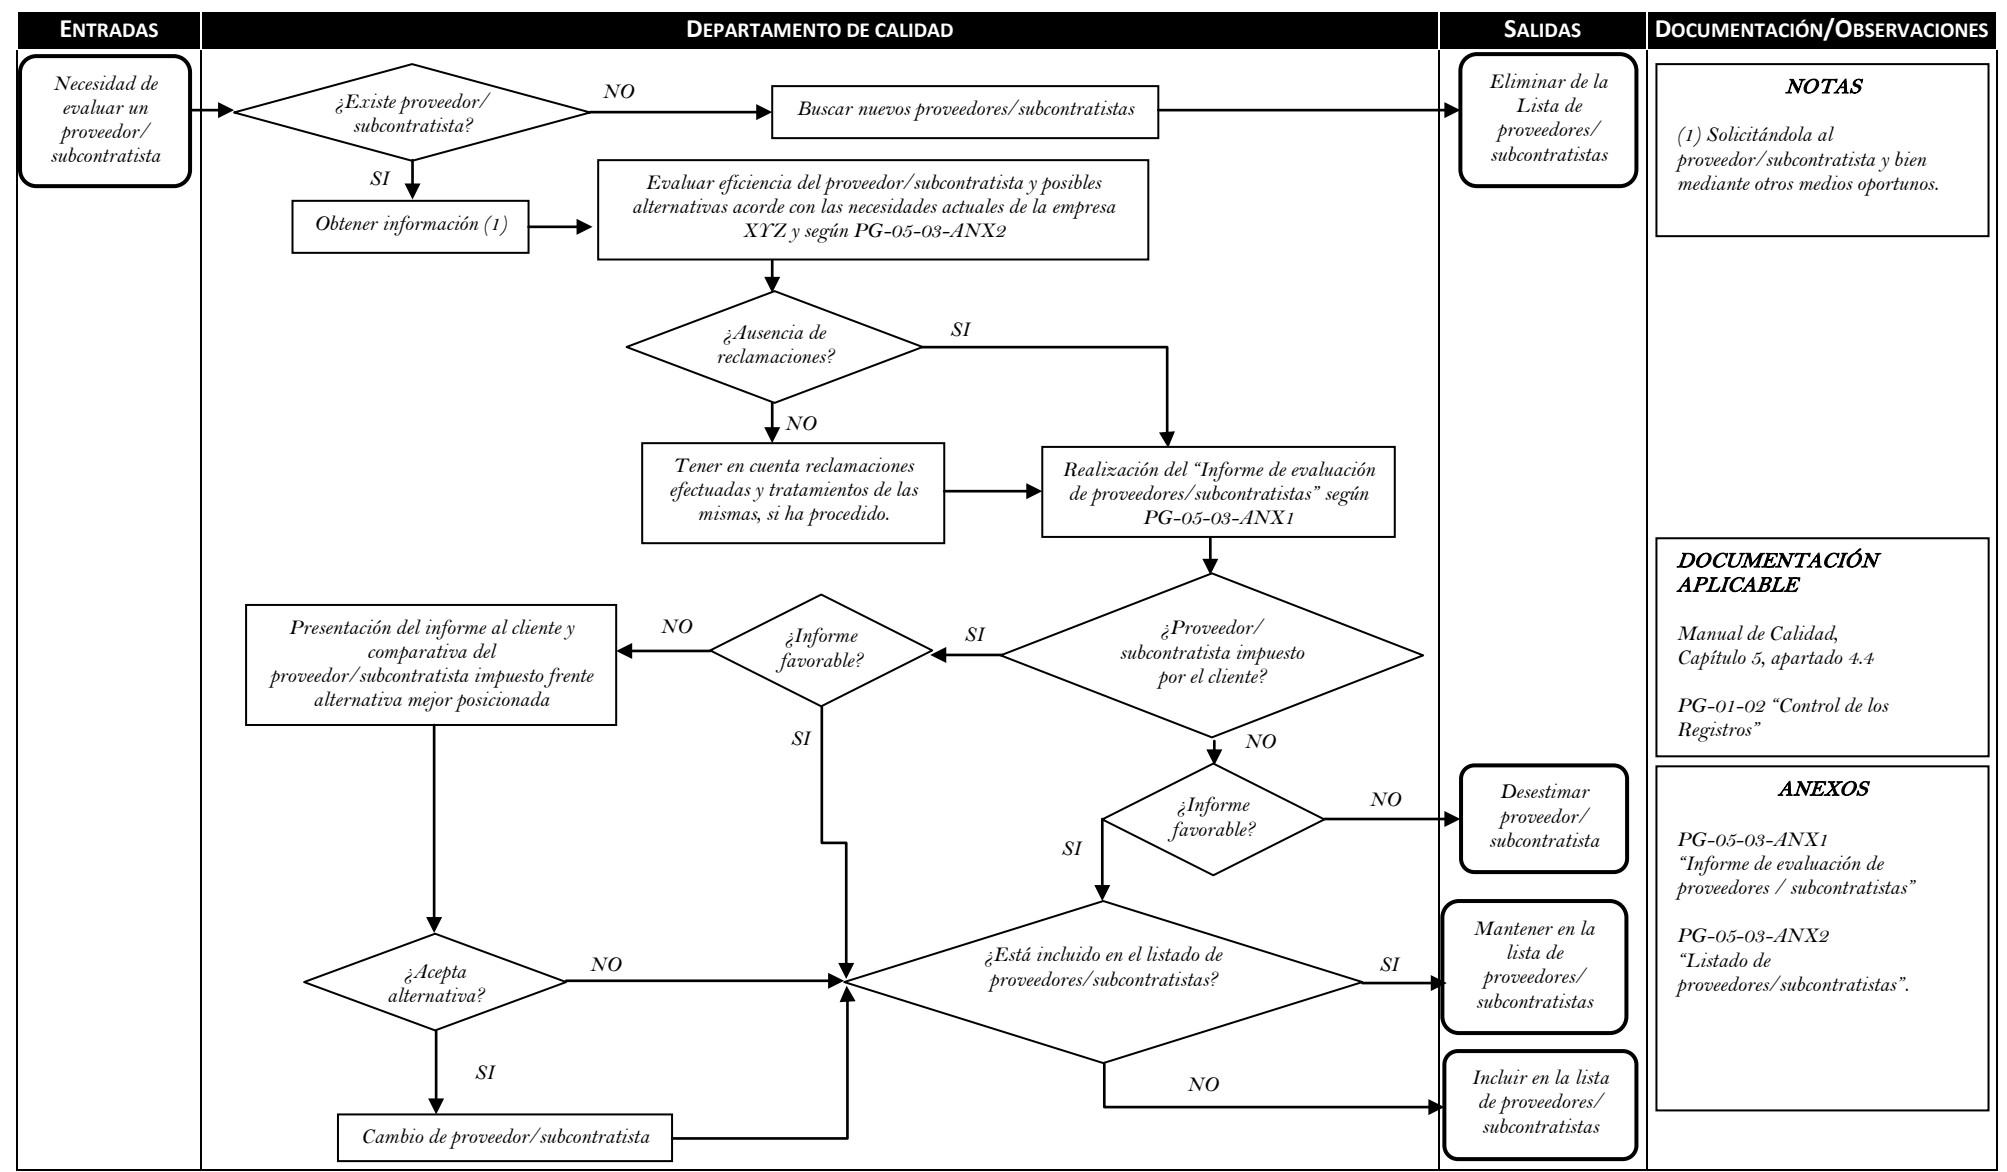 ENTRADAS
DEPARTAMENTO DE CALIDAD
SALIDAS
DOCUMENTACIÓN/OBSERVACIONES
Necesidad de
evaluar un
proveedor/
subcontratista
¿Existe proveedor/
subcontratista?
NO
Buscar nuevos proveedores/subcontratistas
Eliminar de la
Lista de
proveedores/
subcontratistas
NOTAS
(1) Solicitándola al
proveedor/subcontratista y bien
mediante otros medios oportunos.
SI
Obtener información (1)
Evaluar eficiencia del proveedor/subcontratista y posibles
alternativas acorde con las necesidades actuales de la empresa
XYZ y según PG-05-03-ANX2
¿Ausencia de
reclamaciones?
SI
NO
Tener en cuenta reclamaciones
efectuadas y tratamientos de las
mismas, si ha procedido.
Realización del “Informe de evaluación
de proveedores/subcontratistas” según
PG-05-03-ANX1
DOCUMENTACIÓN
APLICABLE
Manual de Calidad,
Capítulo 5, apartado 4.4
PG-01-02 “Control de los
Registros”
¿Proveedor/
subcontratista impuesto
por el cliente?
SI
¿Informe
favorable?
NO
Presentación del informe al cliente y
comparativa del
proveedor/subcontratista impuesto frente
alternativa mejor posicionada
SI
NO
¿Informe
favorable?
NO
Desestimar
proveedor/
subcontratista
SI
ANEXOS
PG-05-03-ANX1
“Informe de evaluación de
proveedores / subcontratistas”
PG-05-03-ANX2
“Listado de
proveedores/subcontratistas”.
¿Acepta
alternativa?
NO
¿Está incluido en el listado de
proveedores/subcontratistas?
SI
Mantener en la
lista de
proveedores/
subcontratistas
SI
Cambio de proveedor/subcontratista
NO
Incluir en la lista
de proveedores/
subcontratistas